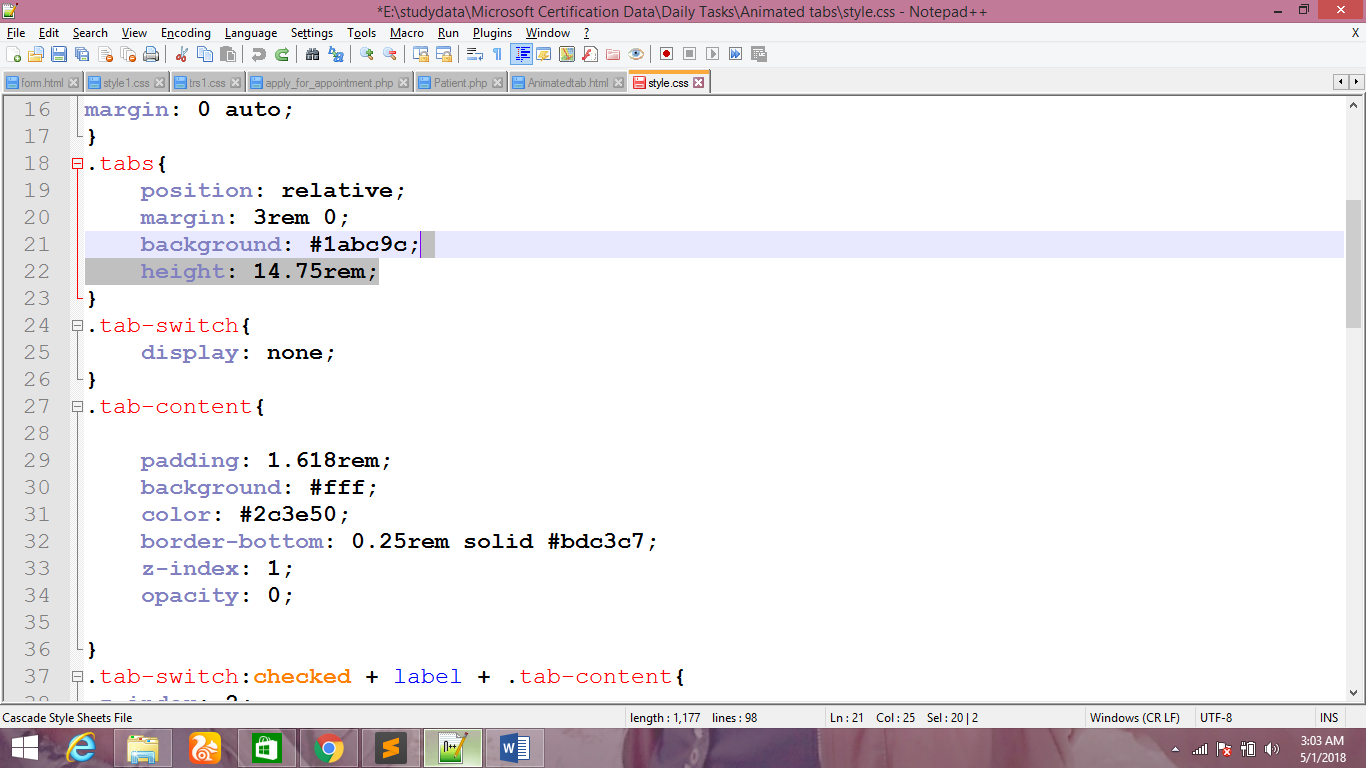 *E:\studydata\Microsoft Certification Data\Daily Tasks\Animated tabs\style.css - Notepad++
File Edit Search View Encoding Language Settings Tools Macro Run Plugins Window ? X
form.html style1.css trs1.css apply_for_appointment.php Patient.php Animatedtab.html style.css
16 margin: 0 auto;
17 }
18 .tabs{
19 position: relative;
20 margin: 3rem 0;
21 background: #1abc9c;
22 height: 14.75rem;
23 }
24 .tab-switch{
25 display: none;
26 }
27 .tab-content{
28
29 padding: 1.618rem;
30 background: #fff;
31 color: #2c3e50;
32 border-bottom: 0.25rem solid #bdc3c7;
33 z-index: 1;
34 opacity: 0;
35
36 }
37 .tab-switch:checked + label + .tab-content{
38 z-index: 2;
Cascade Style Sheets File length : 1,177 lines : 98 Ln : 21 Col : 25 Sel : 20 | 2 Windows (CR LF) UTF-8 INS
3:03 AM
5/1/2018